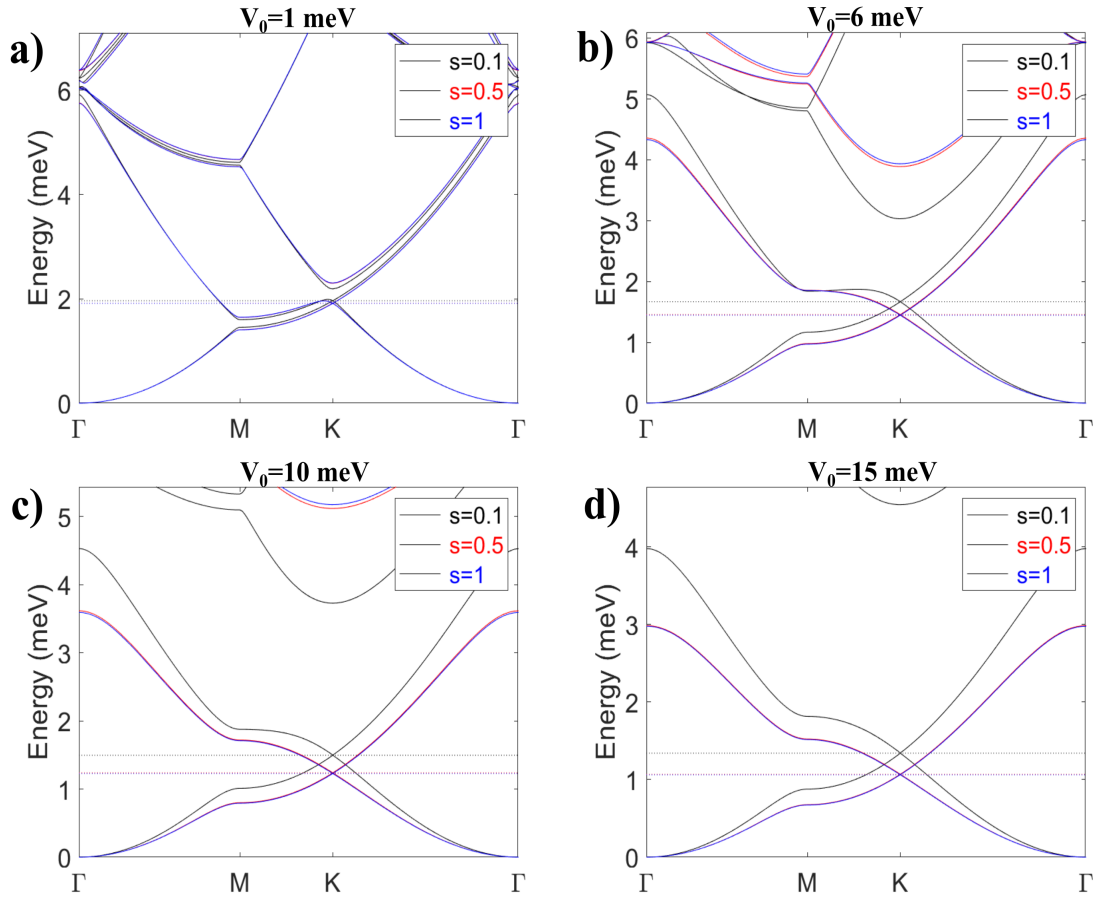 a)
V₀=1 meV
Energy (meV)
6
4
2
0
Γ
M
K
Γ
s=0.1
s=0.5
s=1
b)
V₀=6 meV
Energy (meV)
6
5
4
3
2
1
0
Γ
M
K
Γ
s=0.1
s=0.5
s=1
c)
V₀=10 meV
Energy (meV)
5
4
3
2
1
0
Γ
M
K
Γ
s=0.1
s=0.5
s=1
d)
V₀=15 meV
Energy (meV)
4
3
2
1
0
Γ
M
K
Γ
s=0.1
s=0.5
s=1